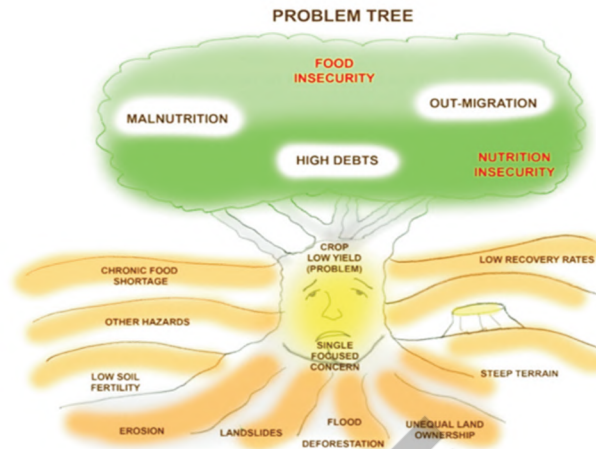 PROBLEM TREE
FOOD
INSECURITY
MALNUTRITION
OUT-MIGRATION
HIGH DEBTS
NUTRITION
INSECURITY
CROP
LOW YIELD
(PROBLEM)
CHRONIC FOOD
SHORTAGE
LOW RECOVERY RATES
OTHER HAZARDS
SINGLE
FOCUSED
CONCERN
LOW SOIL
FERTILITY
STEEP TERRAIN
EROSION
LANDSLIDES
FLOOD
DEFORESTATION
UNEQUAL LAND
OWNERSHIP